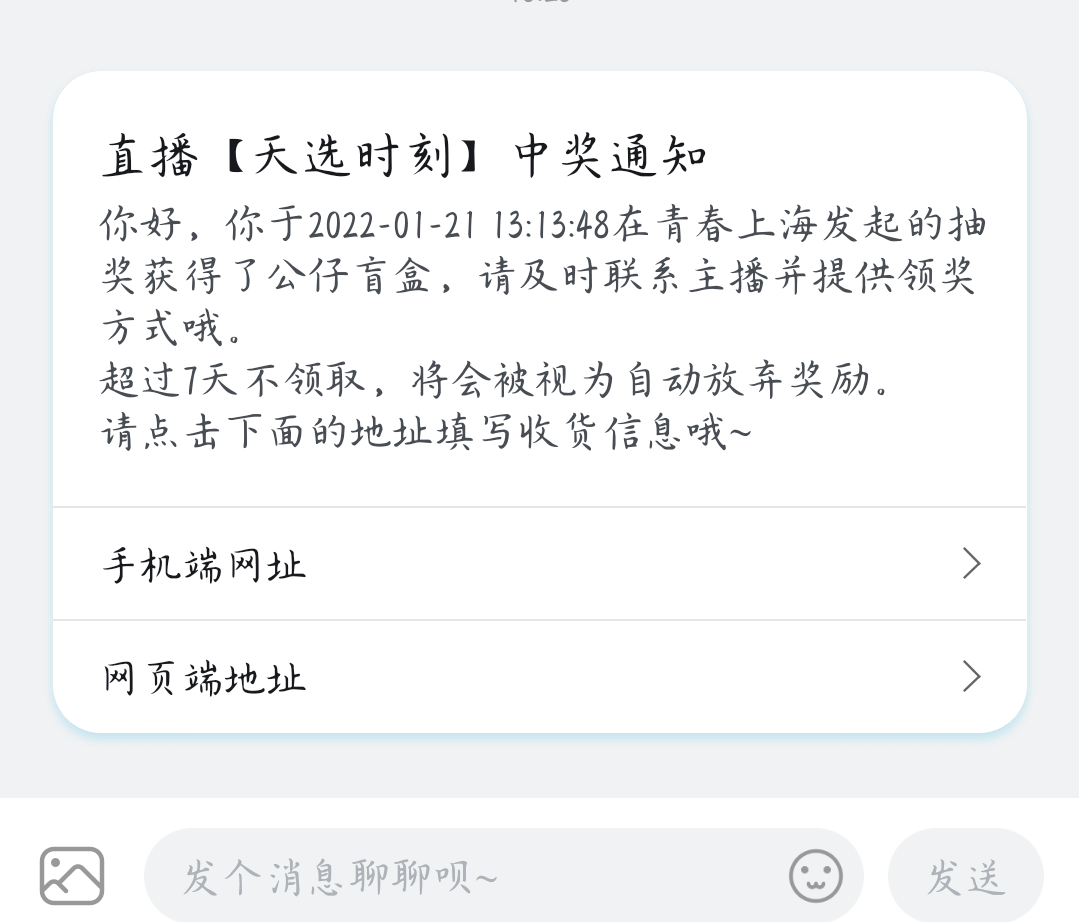 直播【天选时刻】中奖通知
你好，你于2022-01-21 13:13:48在青春上海发起的抽
奖获得了公仔盲盒，请及时联系主播并提供领奖
方式哦。
超过7天不领取，将会被视为自动放弃奖励。
请点击下面的地址填写收货信息哦~
手机端网址
网页端地址
发个消息聊聊呗~
发送